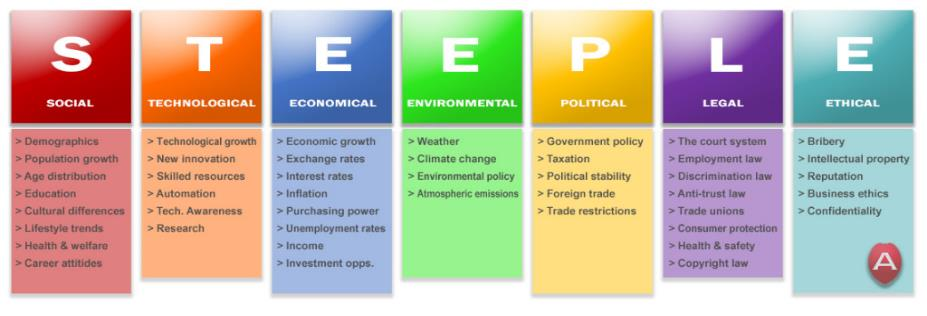 S
SOCIAL
> Demographics
> Population growth
> Age distribution
> Education
> Cultural differences
> Lifestyle trends
> Health & welfare
> Career attitides
T
TECHNOLOGICAL
> Technological growth
> New innovation
> Skilled resources
> Automation
> Tech. Awareness
> Research
E
ECONOMICAL
> Economic growth
> Exchange rates
> Interest rates
> Inflation
> Purchasing power
> Unemployment rates
> Income
> Investment opps.
E
ENVIRONMENTAL
> Weather
> Climate change
> Environmental policy
> Atmospheric emissions
P
POLITICAL
> Government policy
> Taxation
> Political stability
> Foreign trade
> Trade restrictions
L
LEGAL
> The court system
> Employment law
> Discrimination law
> Anti-trust law
> Trade unions
> Consumer protection
> Health & safety
> Copyright law
E
ETHICAL
> Bribery
> Intellectual property
> Reputation
> Business ethics
> Confidentiality
A